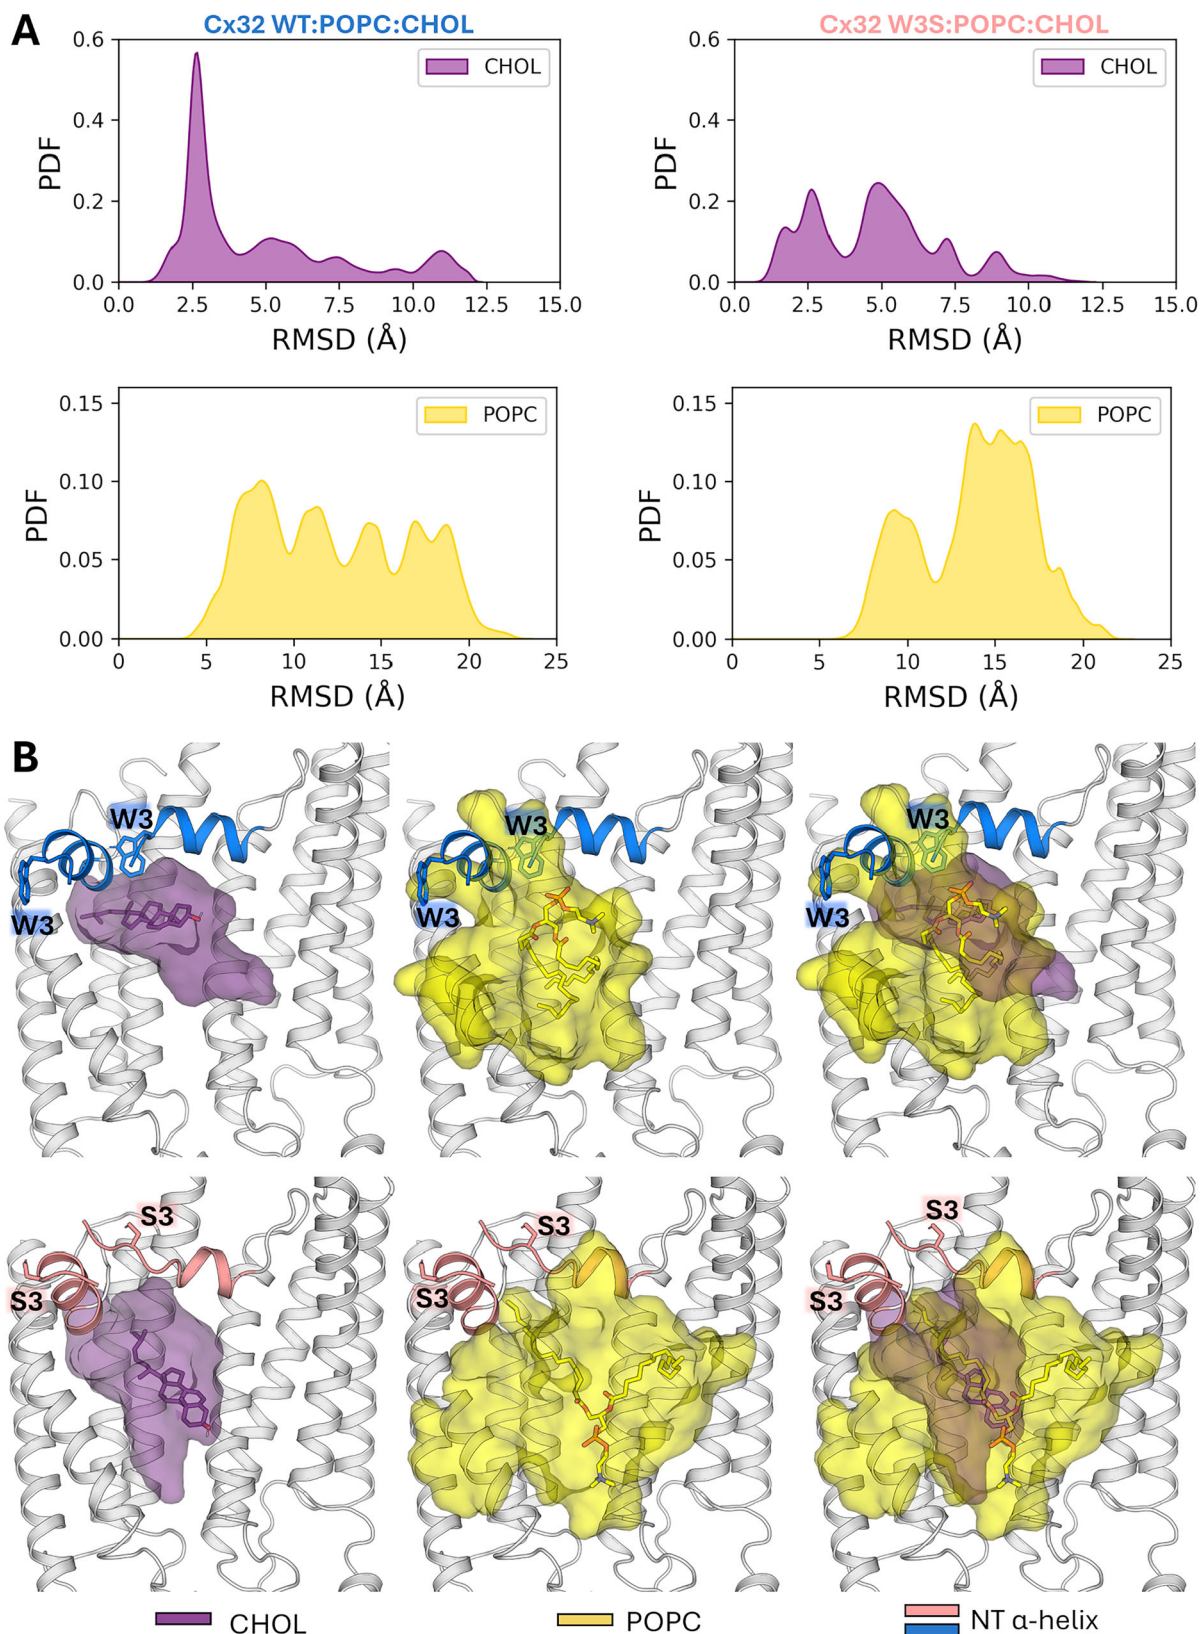 A
Cx32 WT:POPC:CHOL
Cx32 W3S:POPC:CHOL
0.6
0.4
0.2
0.0
PDF
CHOL
0.0 2.5 5.0 7.5 10.0 12.5 15.0
RMSD (Å)
0.6
0.4
0.2
0.0
PDF
CHOL
0.0 2.5 5.0 7.5 10.0 12.5 15.0
RMSD (Å)
0.15
0.10
0.05
0.00
PDF
POPC
0 5 10 15 20 25
RMSD (Å)
0.15
0.10
0.05
0.00
PDF
POPC
0 5 10 15 20 25
RMSD (Å)
B
W3
W3
W3
W3
W3
W3
S3
S3
S3
S3
S3
S3
CHOL
POPC
NT α-helix